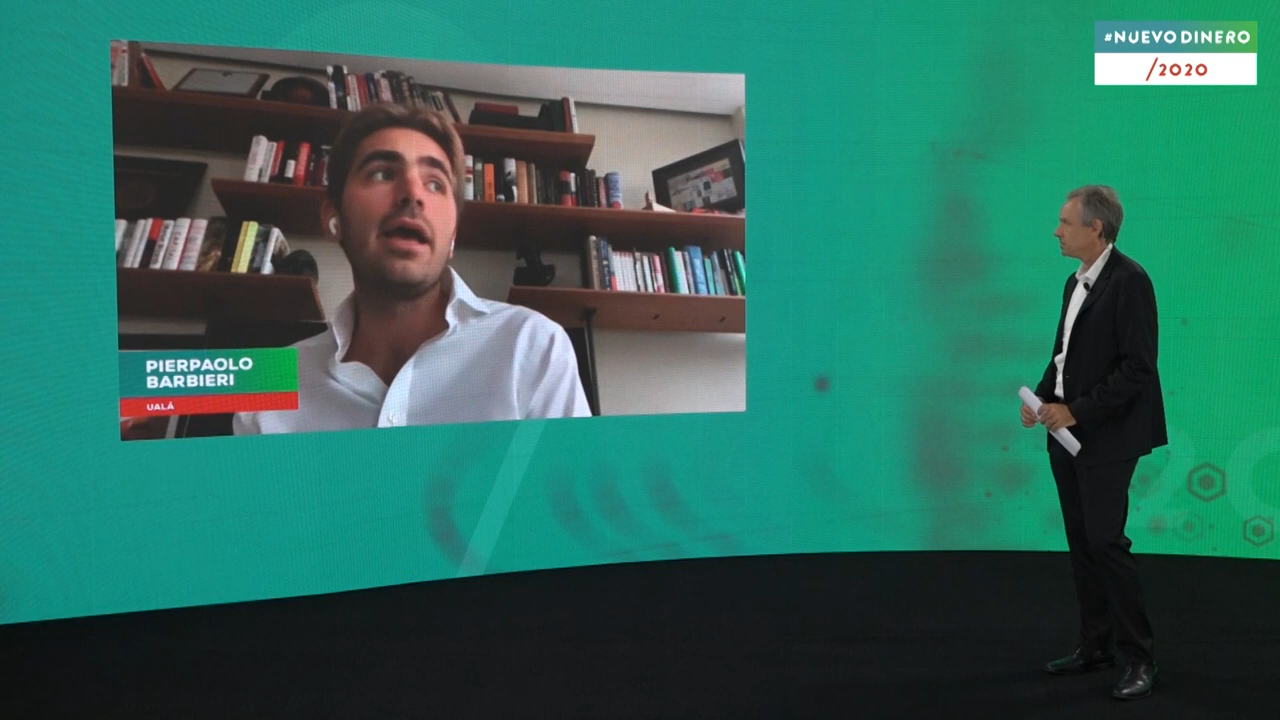 #NUEVO DINERO
/2020
PIERPAOLO
BARBIERI
UALÁ